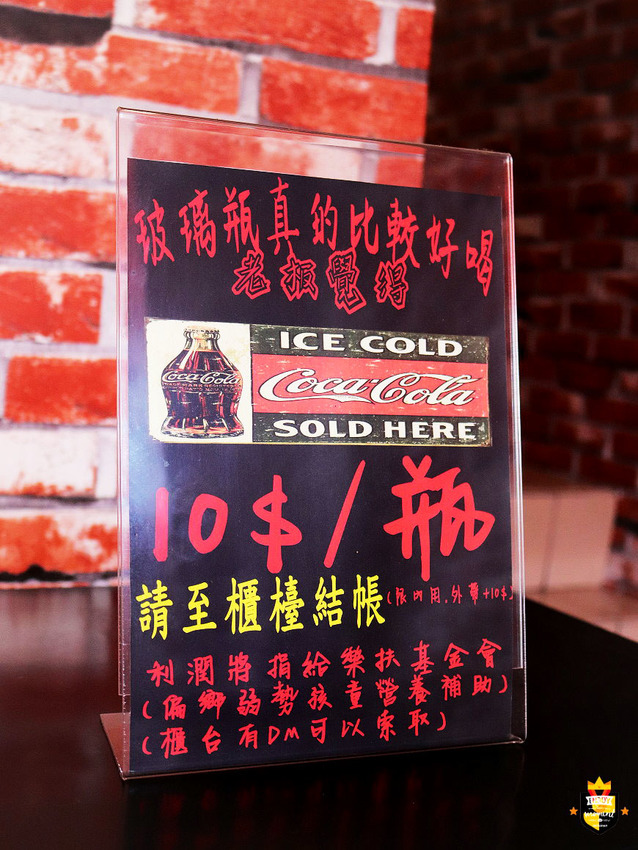 玻璃瓶真的比較好喝
老板覺得
ICE COLD
Coca-Cola
SOLD HERE
Coca-Cola
10$/瓶
請至櫃檯結帳(限內用.外帶+10$)
利潤將捐給樂扶基金會
(偏鄉弱勢孩童營養補助)
(櫃台有DM可以索取)